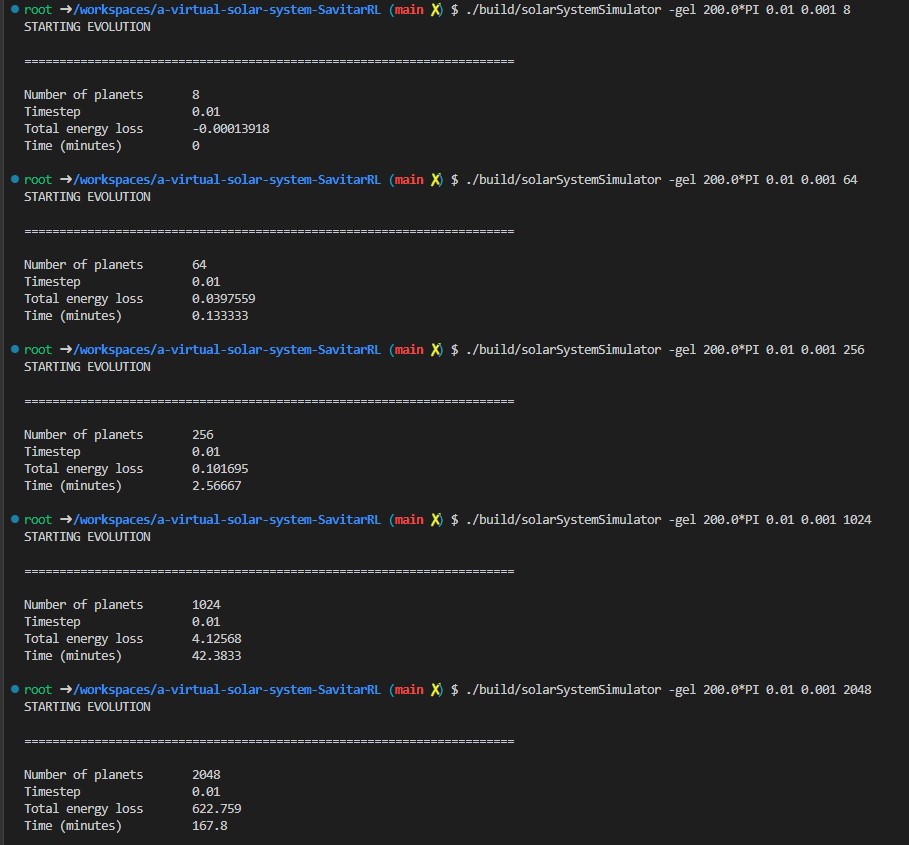 root →/workspaces/a-virtual-solar-system-SavitarRL (main ✗) $ ./build/solarSystemSimulator -gel 200.0*PI 0.01 0.001 8
STARTING EVOLUTION
======================================================================
Number of planets 8
Timestep 0.01
Total energy loss -0.00013918
Time (minutes) 0
root →/workspaces/a-virtual-solar-system-SavitarRL (main ✗) $ ./build/solarSystemSimulator -gel 200.0*PI 0.01 0.001 64
STARTING EVOLUTION
======================================================================
Number of planets 64
Timestep 0.01
Total energy loss 0.0397559
Time (minutes) 0.133333
root →/workspaces/a-virtual-solar-system-SavitarRL (main ✗) $ ./build/solarSystemSimulator -gel 200.0*PI 0.01 0.001 256
STARTING EVOLUTION
======================================================================
Number of planets 256
Timestep 0.01
Total energy loss 0.101695
Time (minutes) 2.56667
root →/workspaces/a-virtual-solar-system-SavitarRL (main ✗) $ ./build/solarSystemSimulator -gel 200.0*PI 0.01 0.001 1024
STARTING EVOLUTION
======================================================================
Number of planets 1024
Timestep 0.01
Total energy loss 4.12568
Time (minutes) 42.3833
root →/workspaces/a-virtual-solar-system-SavitarRL (main ✗) $ ./build/solarSystemSimulator -gel 200.0*PI 0.01 0.001 2048
STARTING EVOLUTION
======================================================================
Number of planets 2048
Timestep 0.01
Total energy loss 622.759
Time (minutes) 167.8